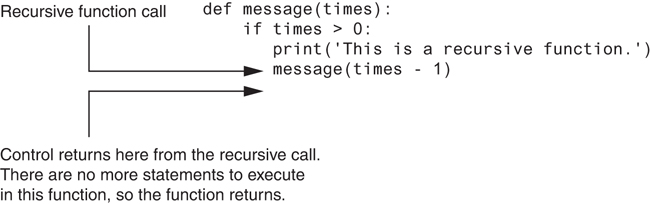 Recursive function call
def message(times):
    if times > 0:
        print('This is a recursive function.')
        message(times - 1)
Control returns here from the recursive call.
There are no more statements to execute
in this function, so the function returns.